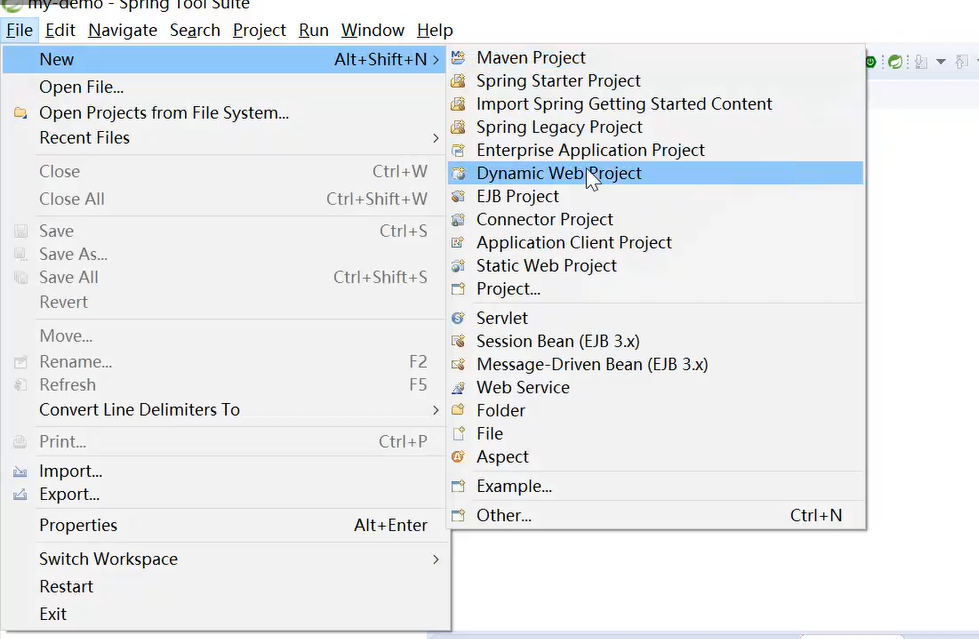 my-demo - Spring Tool Suite
File Edit Navigate Search Project Run Window Help
New Alt+Shift+N
Open File...
Open Projects from File System...
Recent Files
Close Ctrl+W
Close All Ctrl+Shift+W
Save Ctrl+S
Save As...
Save All Ctrl+Shift+S
Revert
Move...
Rename... F2
Refresh F5
Convert Line Delimiters To
Print... Ctrl+P
Import...
Export...
Properties Alt+Enter
Switch Workspace
Restart
Exit
Maven Project
Spring Starter Project
Import Spring Getting Started Content
Spring Legacy Project
Enterprise Application Project
Dynamic Web Project
EJB Project
Connector Project
Application Client Project
Static Web Project
Project...
Servlet
Session Bean (EJB 3.x)
Message-Driven Bean (EJB 3.x)
Web Service
Folder
File
Aspect
Example...
Other... Ctrl+N